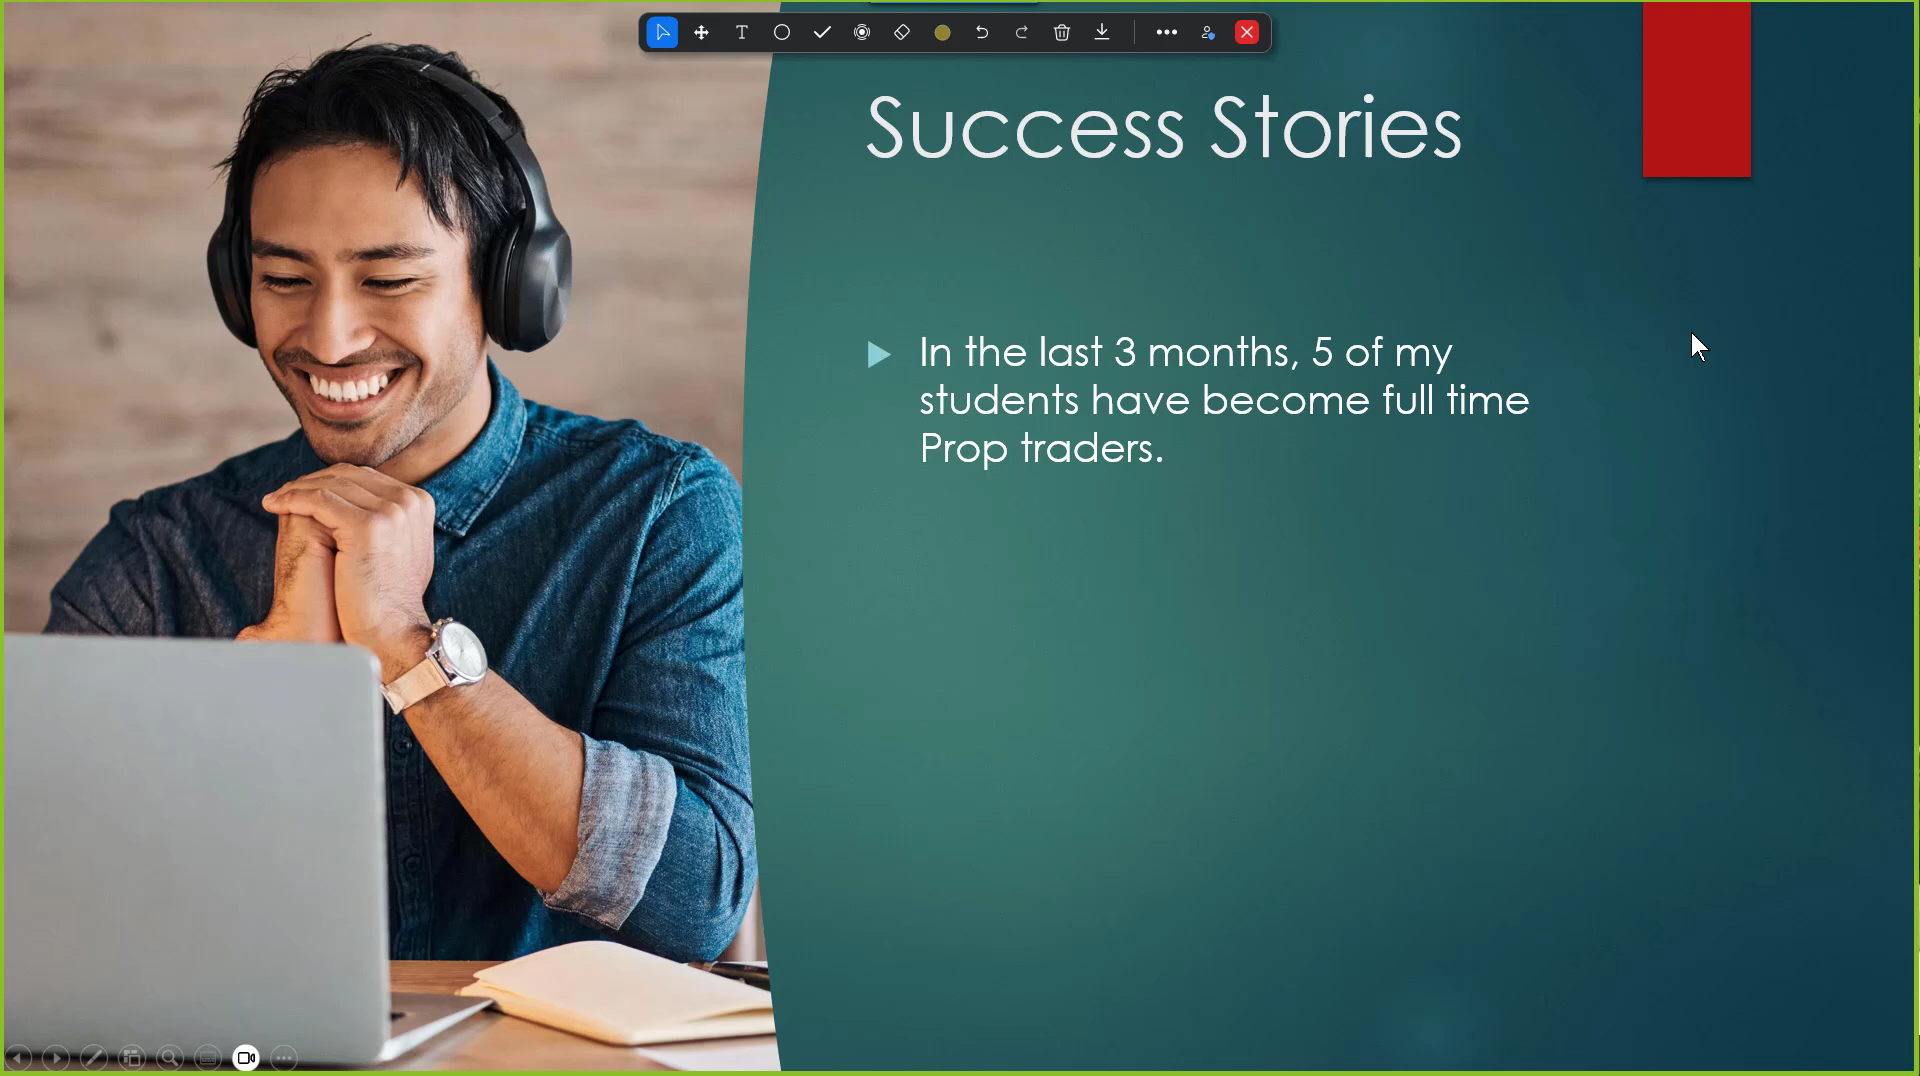 Success Stories
In the last 3 months, 5 of my
students have become full time
Prop traders.